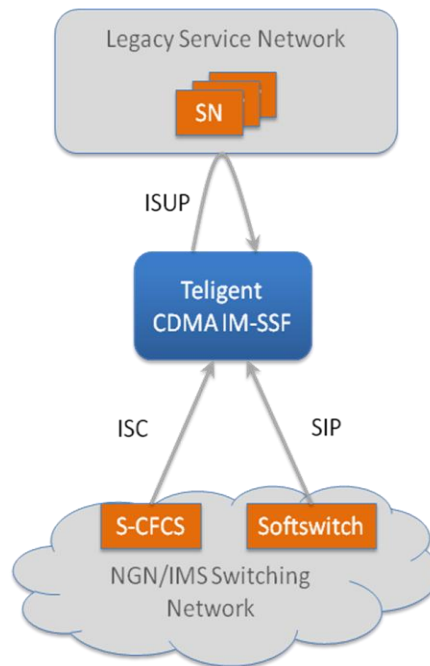 Legacy Service Network
SN
ISUP
Teligent
CDMA IM-SSF
ISC
SIP
S-CFCS
Softswitch
NGN/IMS Switching
Network